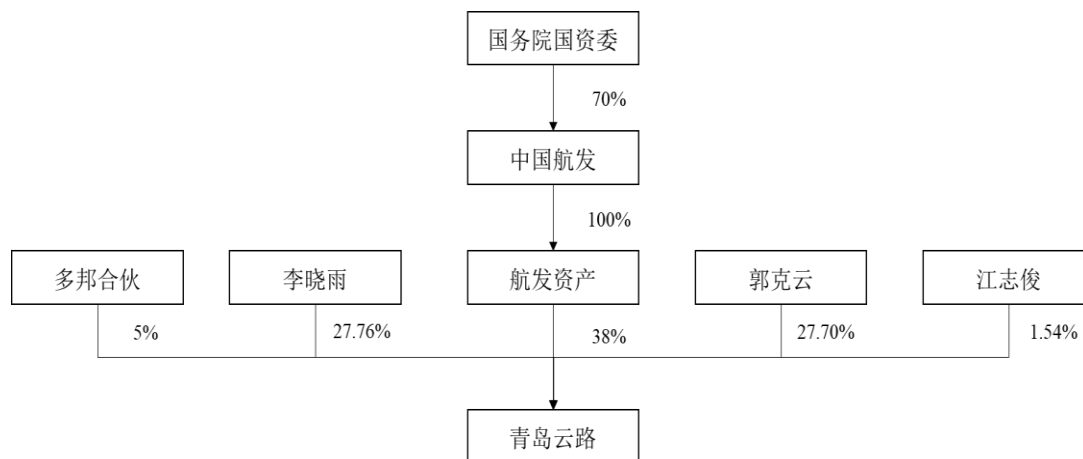 国务院国资委
70%
中国航发
100%
多邦合伙
李晓雨
航发资产
郭克云
江志俊
5%
27.76%
38%
27.70%
1.54%
青岛云路